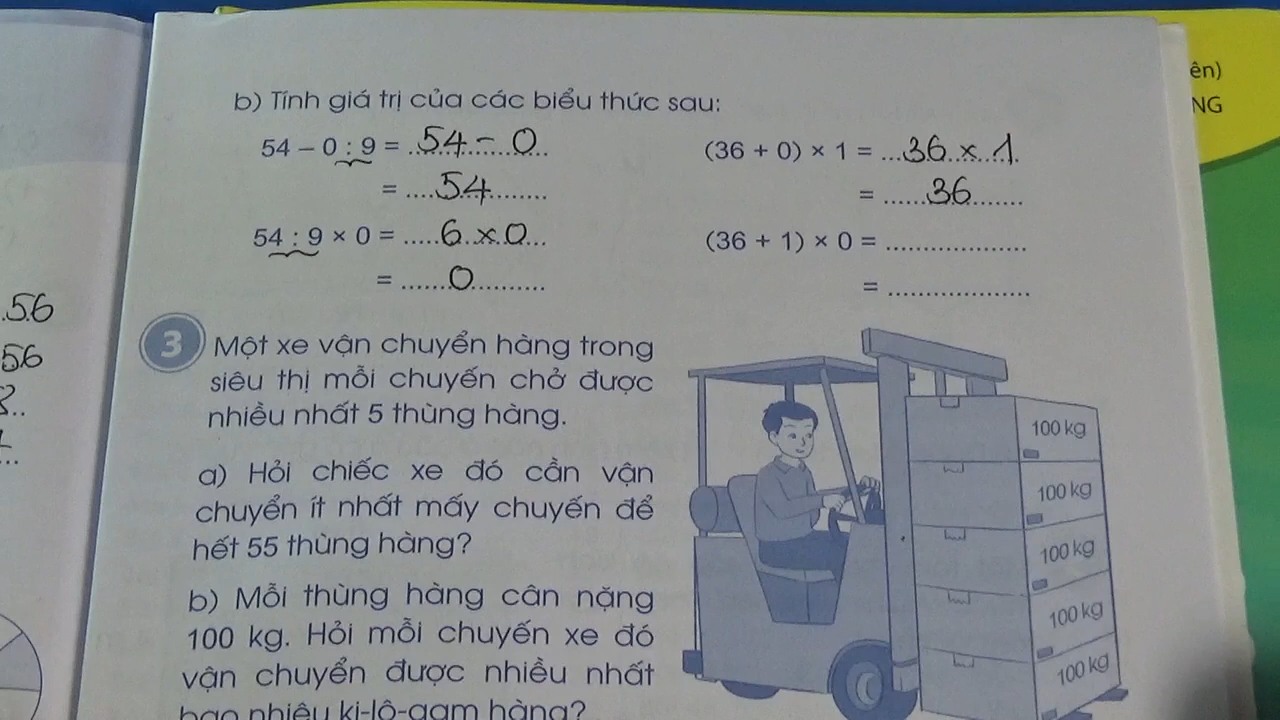 b) Tính giá trị của các biểu thức sau:
54 – 0 : 9 = 54 – 0
= 54
54 : 9 × 0 = 6 × 0
= 0
(36 + 0) × 1 = 36 × 1
= 36
(36 + 1) × 0 = ....................
= ....................
3 Một xe vận chuyển hàng trong
siêu thị mỗi chuyến chở được
nhiều nhất 5 thùng hàng.
a) Hỏi chiếc xe đó cần vận
chuyển ít nhất mấy chuyến để
hết 55 thùng hàng?
b) Mỗi thùng hàng cân nặng
100 kg. Hỏi mỗi chuyến xe đó
vận chuyển được nhiều nhất
bao nhiêu ki-lô-gam hàng?
100 kg
100 kg
100 kg
100 kg
100 kg
56
56
ên)
NG